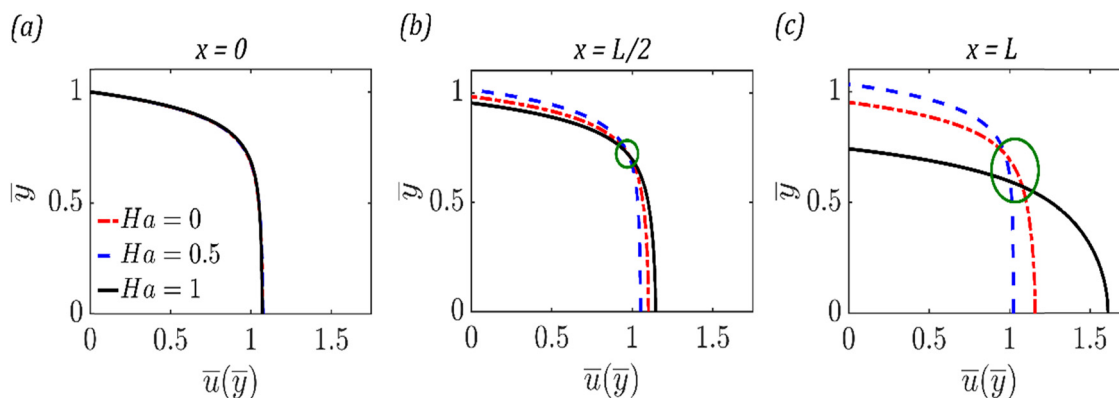 (a)
x = 0
1
0.5
0
0
0.5
1
1.5
y̅
u̅(y̅)
Ha = 0
Ha = 0.5
Ha = 1
(b)
x = L/2
1
0.5
0
0
0.5
1
1.5
y̅
u̅(y̅)
(c)
x = L
1
0.5
0
0
0.5
1
1.5
y̅
u̅(y̅)